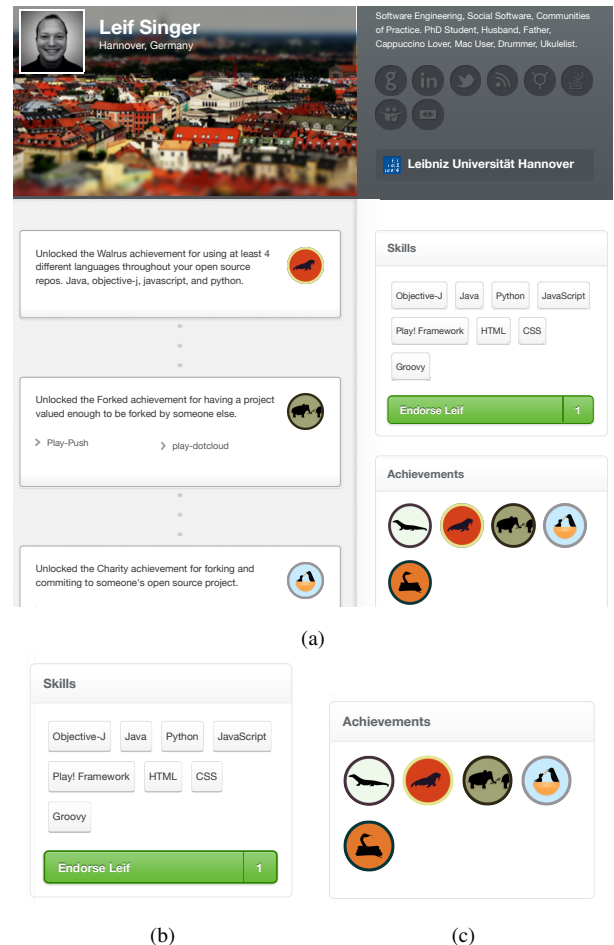 Leif Singer
Hannover, Germany
Software Engineering, Social Software, Communities
of Practice. PhD Student, Husband, Father,
Cappuccino Lover, Mac User, Drummer, Ukulelist.
Leibniz Universität Hannover
Unlocked the Walrus achievement for using at least 4
different languages throughout your open source
repos. Java, objective-j, javascript, and python.
Unlocked the Forked achievement for having a project
valued enough to be forked by someone else.
Play-Push
play-dotcloud
Unlocked the Charity achievement for forking and
commiting to someone's open source project.
Skills
Objective-J Java Python JavaScript
Play! Framework HTML CSS
Groovy
Endorse Leif 1
Achievements
(a)
Skills
Objective-J Java Python JavaScript
Play! Framework HTML CSS
Groovy
Endorse Leif 1
Achievements
(b) (c)